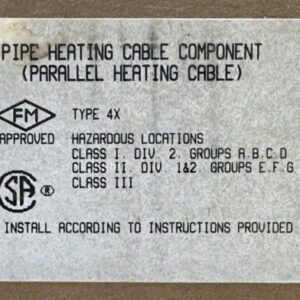 PIPE HEATING CABLE COMPONENT
(PARALLEL HEATING CABLE)
FM
APPROVED
TYPE 4X
HAZARDOUS LOCATIONS
CLASS I. DIV. 2. GROUPS A.B.C.D
CLASS II. DIV. 1&2. GROUPS E.F.G
CLASS III
SA ®
INSTALL ACCORDING TO INSTRUCTIONS PROVIDED